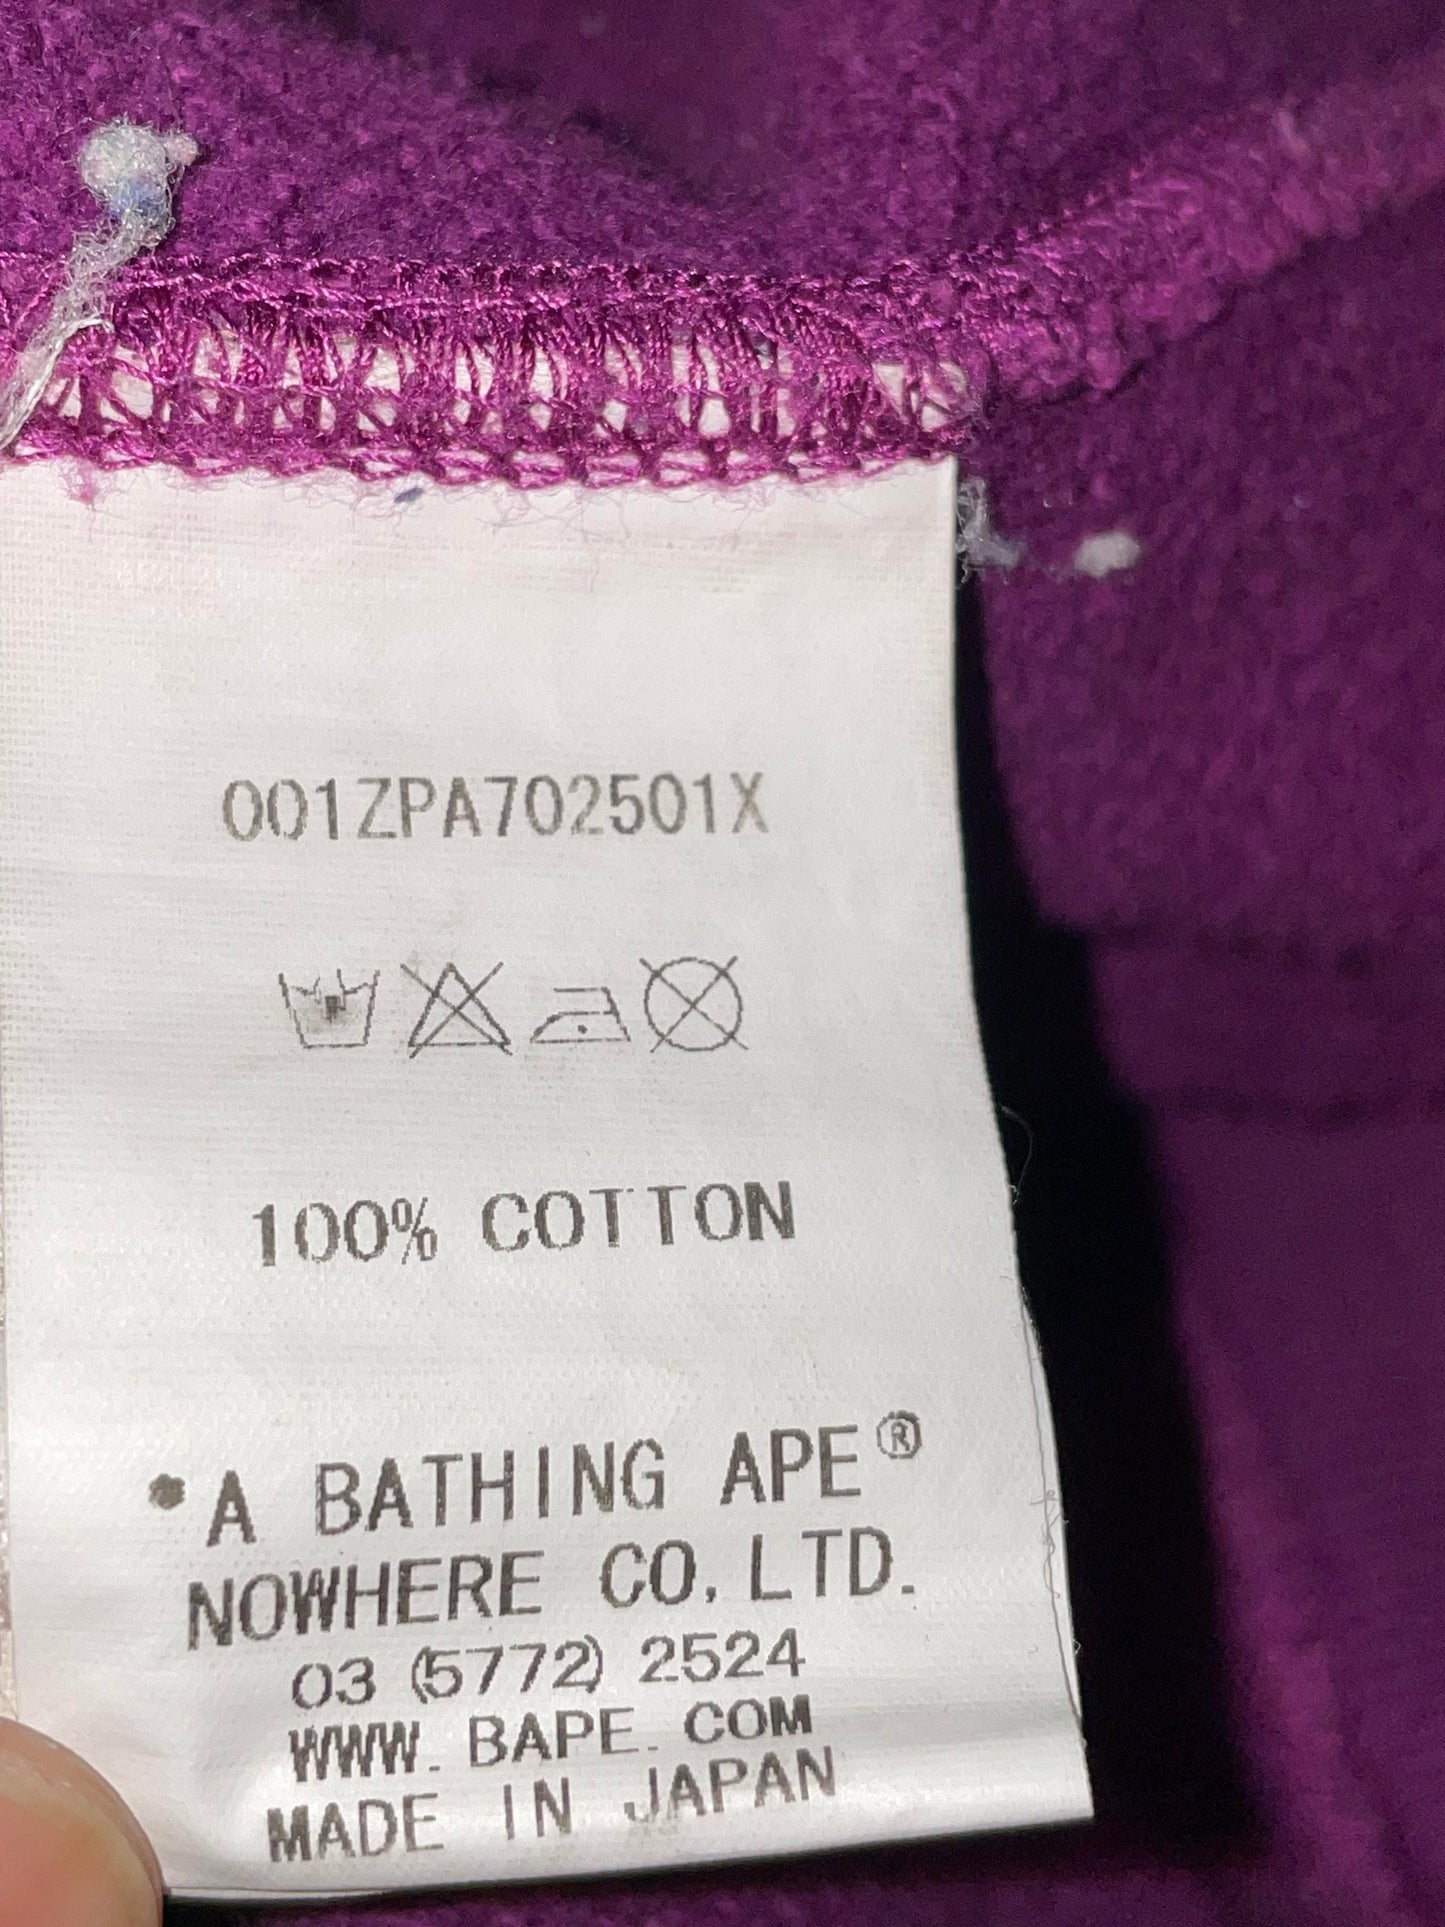 001ZPA702501X
100% COTTON
*A BATHING APE®
NOWHERE CO, LTD.
03 (5772) 2524
WWW. BAPE. COM
MADE IN JAPAN